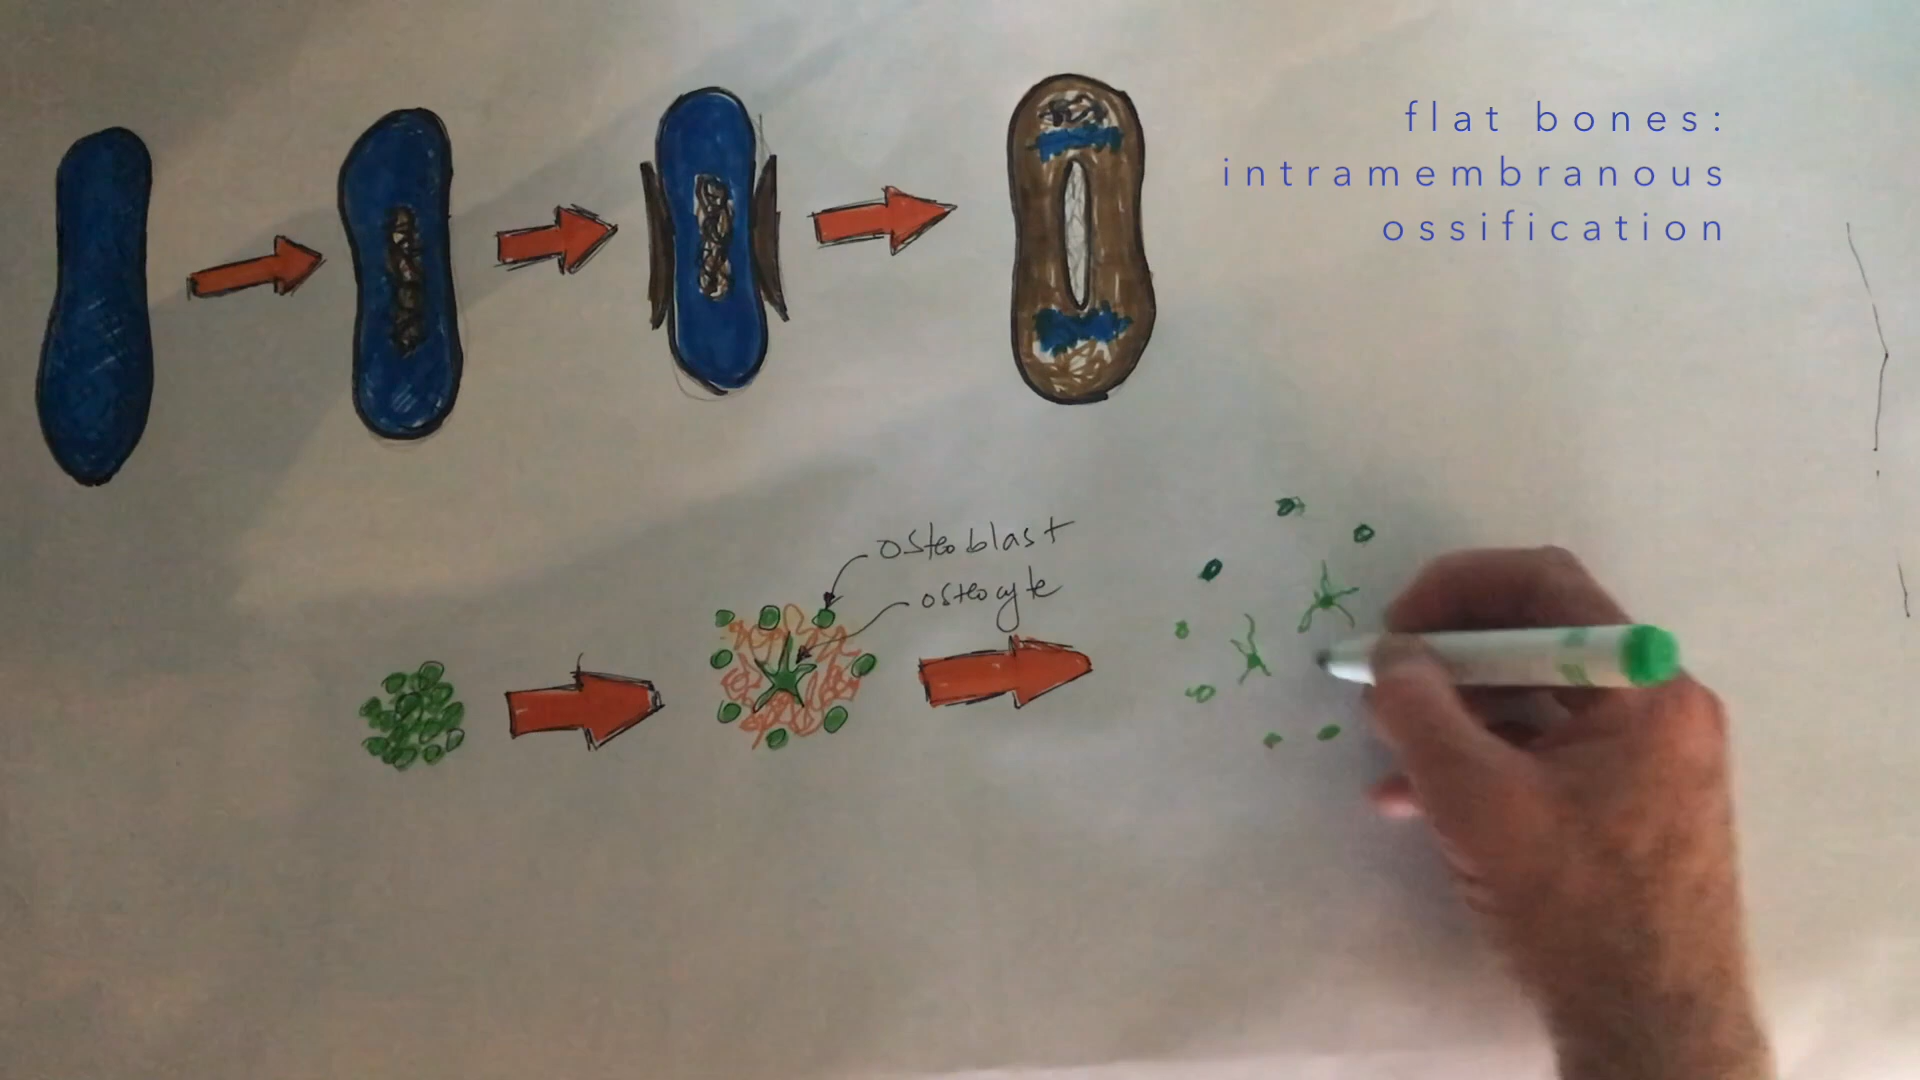 flat bones:
intramembranous
ossification
osteoblast
osteocyte